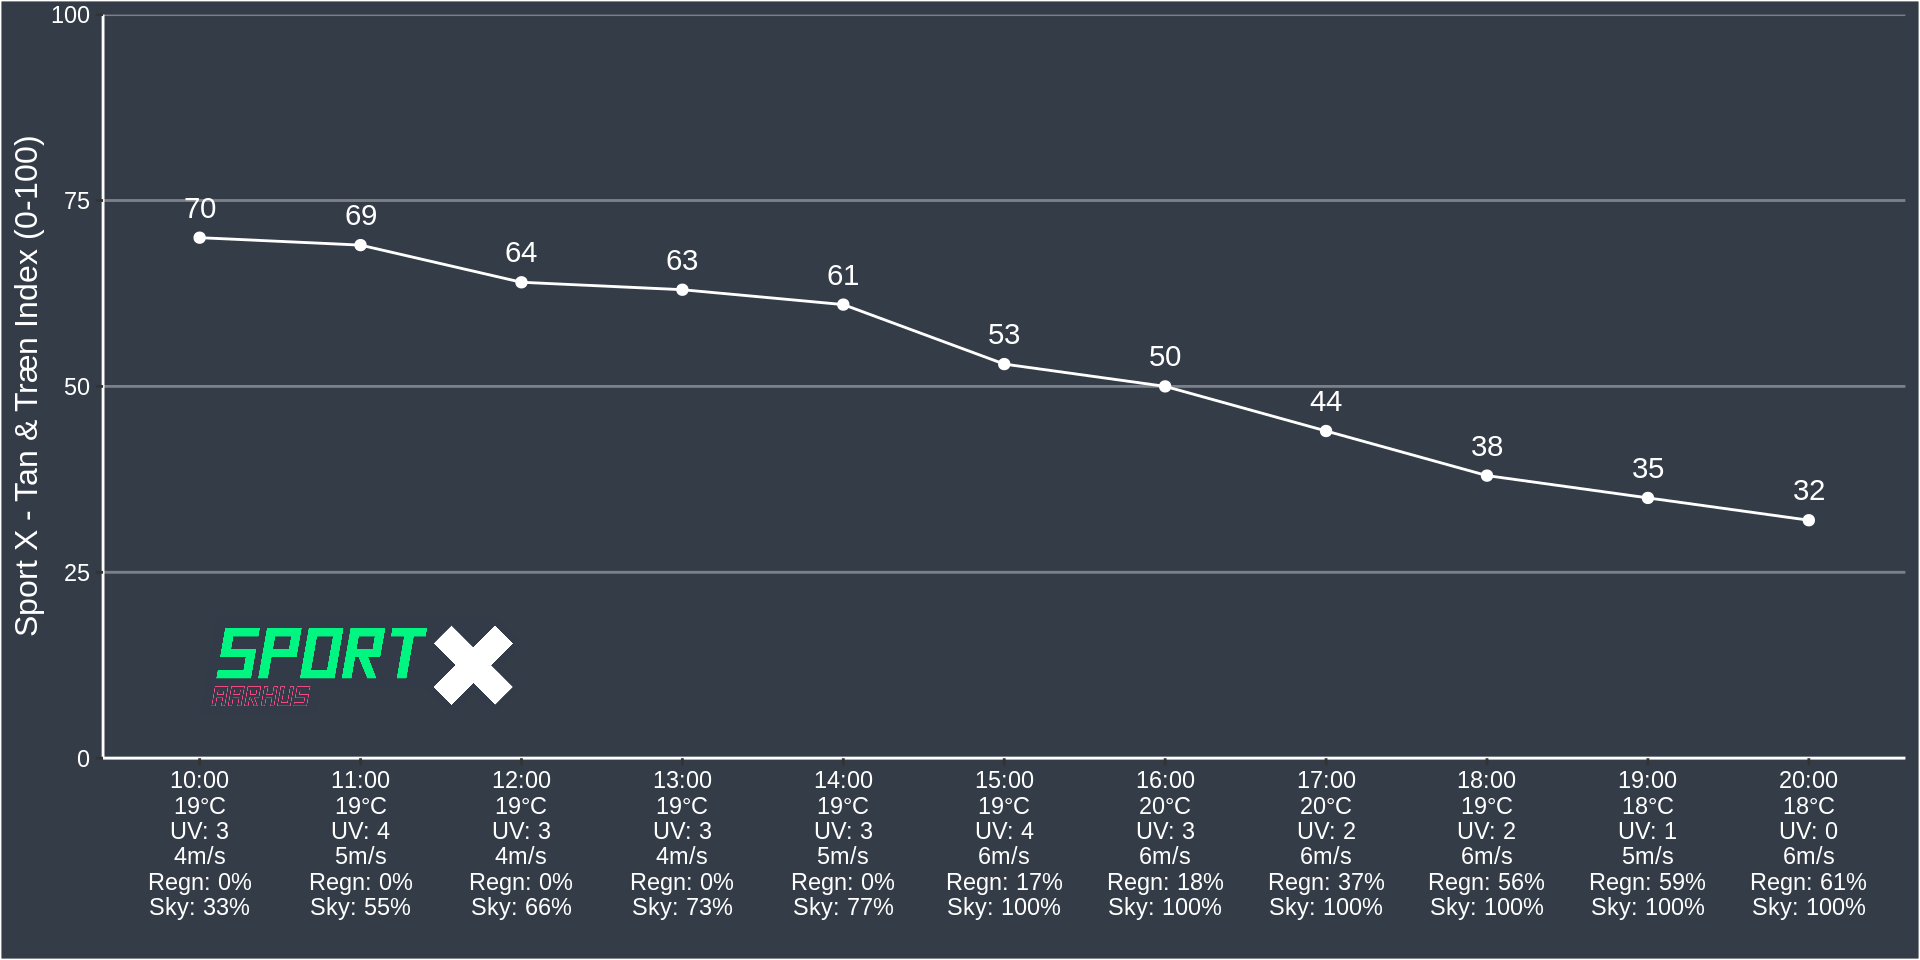 Sport X - Tan & Træn Index (0-100)
100
75
50
25
0
70
69
64
63
61
53
50
44
38
35
32
SPORT X
AARHUS
10:00 11:00 12:00 13:00 14:00 15:00 16:00 17:00 18:00 19:00 20:00
19°C 19°C 19°C 19°C 19°C 19°C 20°C 20°C 19°C 18°C 18°C
UV: 3 UV: 4 UV: 3 UV: 3 UV: 3 UV: 4 UV: 3 UV: 2 UV: 2 UV: 1 UV: 0
4m/s 5m/s 4m/s 4m/s 5m/s 6m/s 6m/s 6m/s 6m/s 5m/s 6m/s
Regn: 0% Regn: 0% Regn: 0% Regn: 0% Regn: 0% Regn: 17% Regn: 18% Regn: 37% Regn: 56% Regn: 59% Regn: 61%
Sky: 33% Sky: 55% Sky: 66% Sky: 73% Sky: 77% Sky: 100% Sky: 100% Sky: 100% Sky: 100% Sky: 100% Sky: 100%